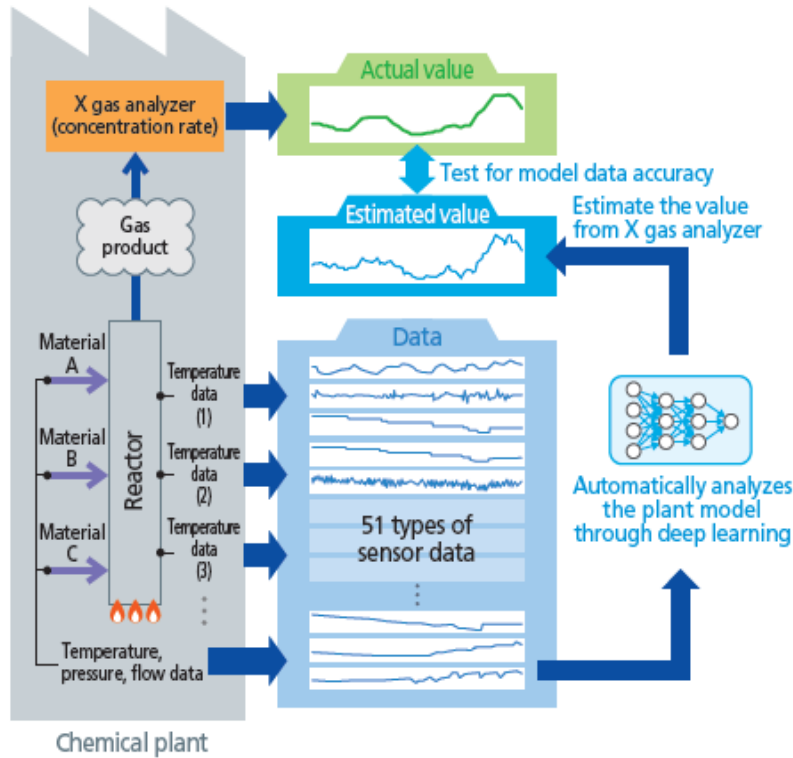 X gas analyzer
(concentration rate)
Actual value
Test for model data accuracy
Gas
product
Estimated value
Estimate the value
from X gas analyzer
Data
Material
A
Material
B
Material
C
Reactor
Temperature
data
(1)
Temperature
data
(2)
Temperature
data
(3)
51 types of
sensor data
Automatically analyzes
the plant model
through deep learning
Temperature,
pressure, flow data
Chemical plant